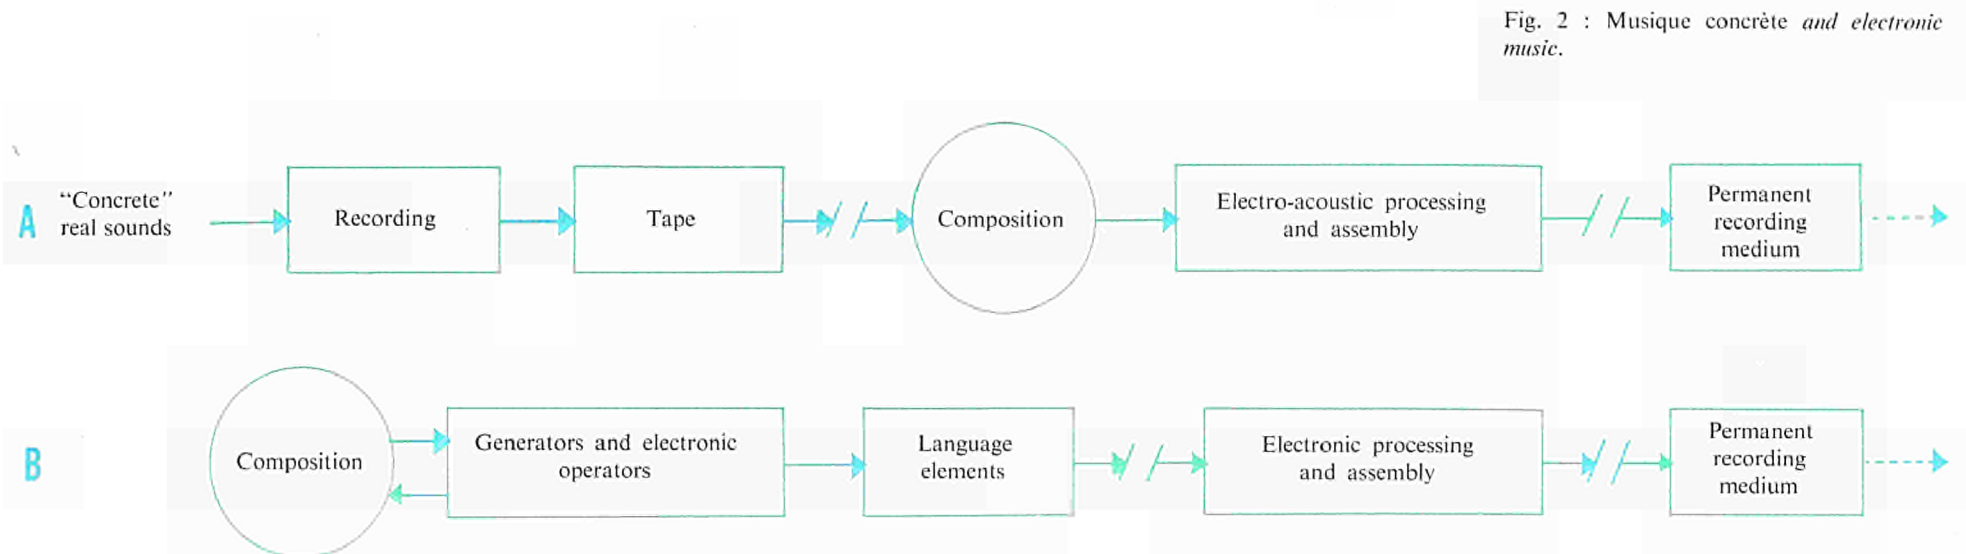 Fig. 2 : Musique concrète and electronic
music.
A
“Concrete”
real sounds
Recording
Tape
Composition
Electro-acoustic processing
and assembly
Permanent
recording
medium
B
Composition
Generators and electronic
operators
Language
elements
Electronic processing
and assembly
Permanent
recording
medium